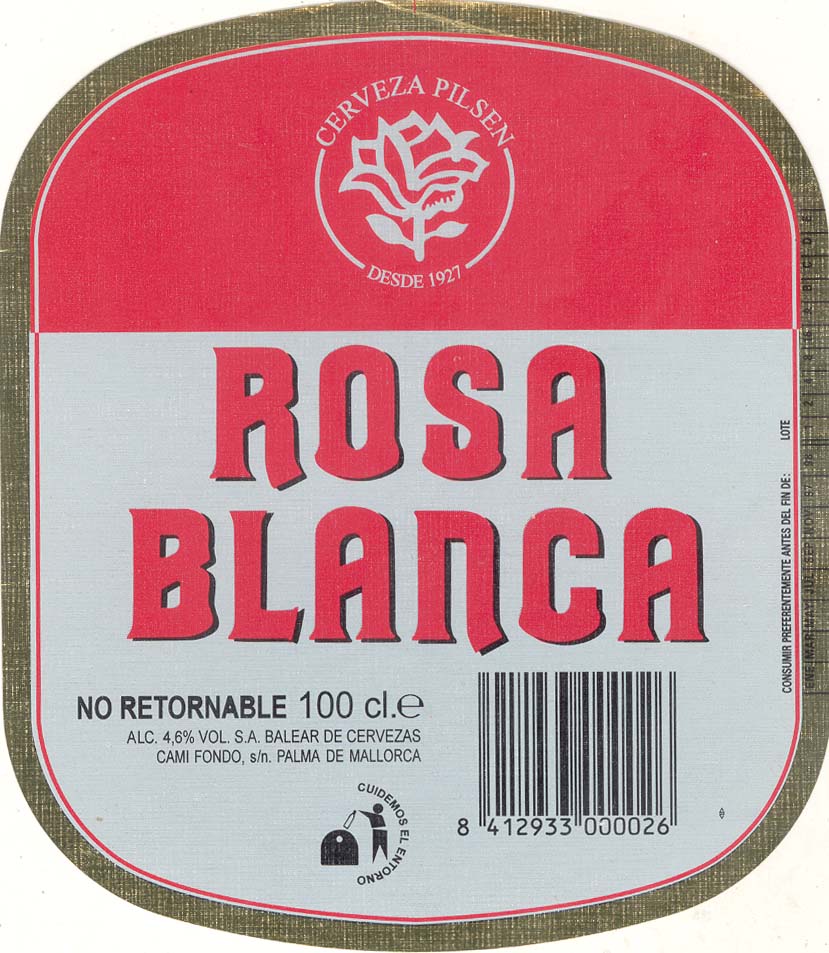 CERVEZA PILSEN
DESDE 1927
ROSA
BLANCA
NO RETORNABLE 100 cl.℮
ALC. 4,6% VOL. S.A. BALEAR DE CERVEZAS
CAMI FONDO, s/n. PALMA DE MALLORCA
CUIDEMOS EL ENTORNO
8 412933 000026
CONSUMIR PREFERENTEMENTE ANTES DEL FIN DE: LOTE